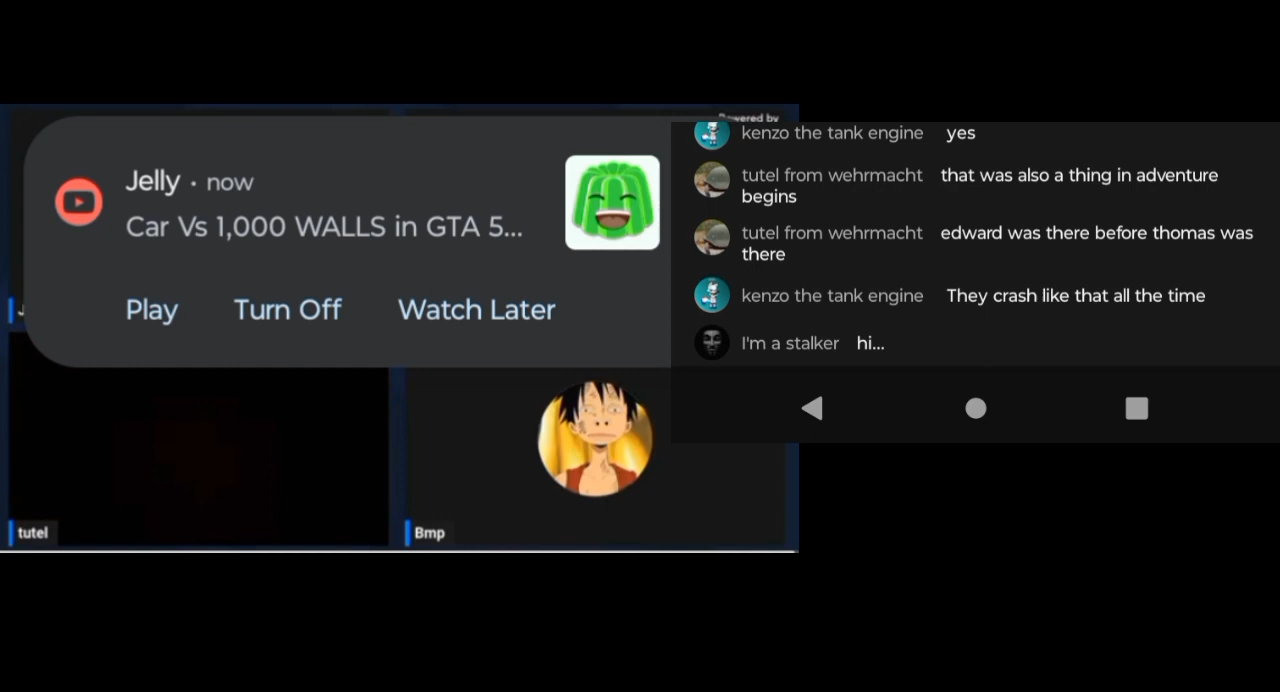 Powered by
Jelly · now
Car Vs 1,000 WALLS in GTA 5...
Play Turn Off Watch Later
tutel
Bmp
kenzo the tank engine yes
tutel from wehrmacht that was also a thing in adventure
begins
tutel from wehrmacht edward was there before thomas was
there
kenzo the tank engine They crash like that all the time
I'm a stalker hi...